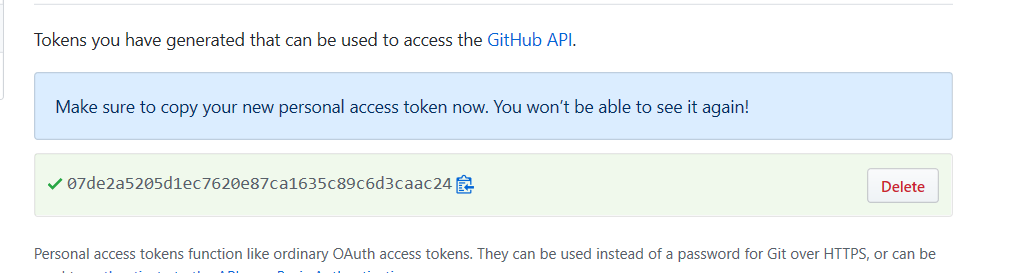 Tokens you have generated that can be used to access the GitHub API.
Make sure to copy your new personal access token now. You won't be able to see it again!
07de2a5205d1ec7620e87ca1635c89c6d3caac24
Delete
Personal access tokens function like ordinary OAuth access tokens. They can be used instead of a password for Git over HTTPS, or can be